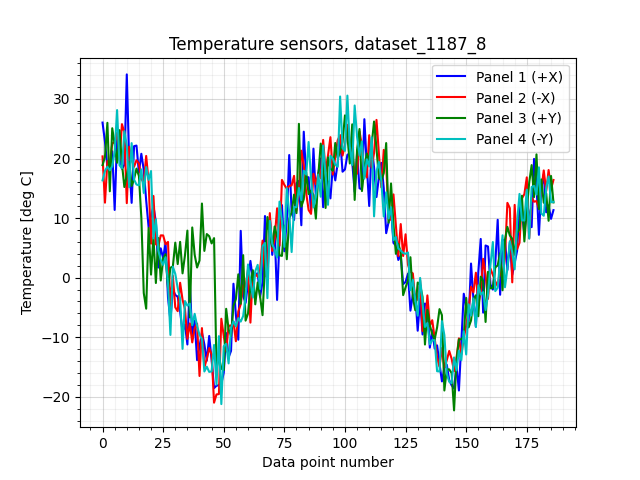 Temperature sensors, dataset_1187_8
Panel 1 (+X)
Panel 2 (-X)
Panel 3 (+Y)
Panel 4 (-Y)
Temperature [deg C]
30
20
10
0
−10
−20
0 25 50 75 100 125 150 175
Data point number